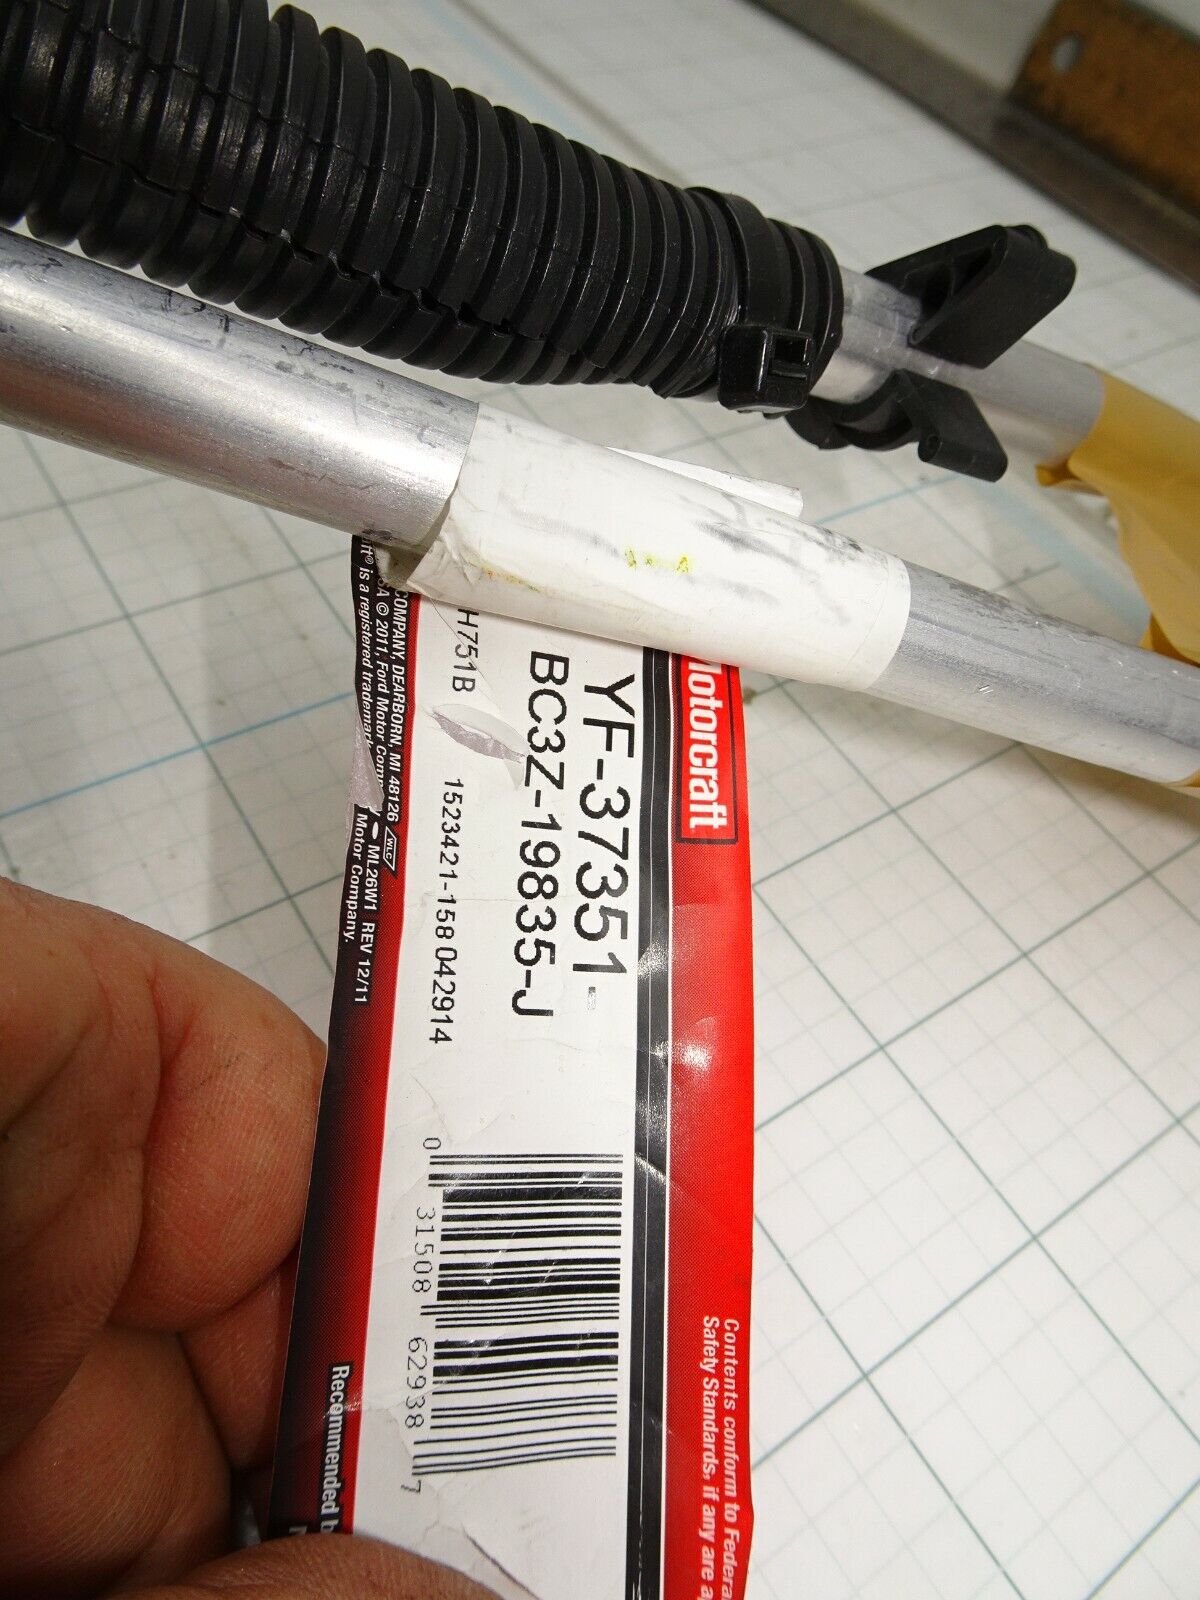 Motorcraft
Contents conform to Federal
Safety Standards, if any are
YF-37351-
BC3Z-19835-J
H751B
1523421-158 042914
0 31508 62938 7
COMPANY, DEARBORN, MI 48126 WLC
© 2011, Ford Motor ML26W1 REV 12/11
® is a registered trademark Motor Company.
Recommended